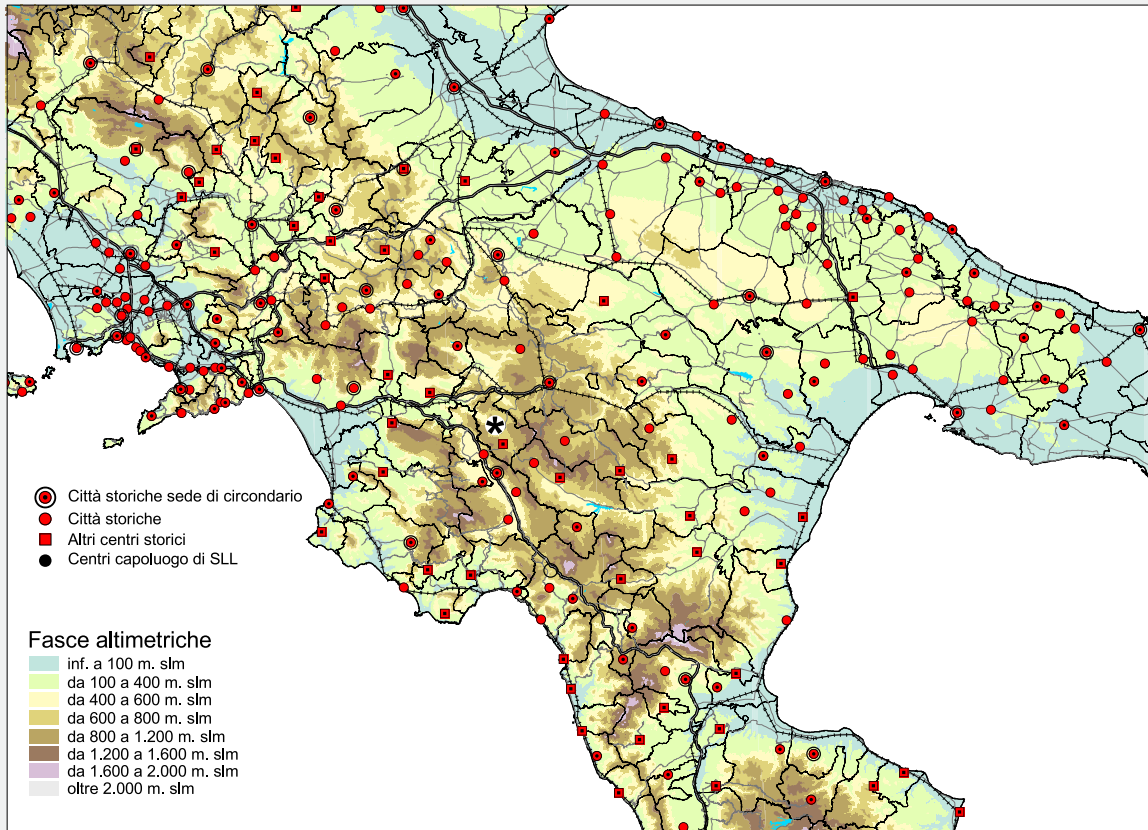 *
Città storiche sede di circondario
Città storiche
Altri centri storici
Centri capoluogo di SLL
Fasce altimetriche
inf. a 100 m. slm
da 100 a 400 m. slm
da 400 a 600 m. slm
da 600 a 800 m. slm
da 800 a 1.200 m. slm
da 1.200 a 1.600 m. slm
da 1.600 a 2.000 m. slm
oltre 2.000 m. slm